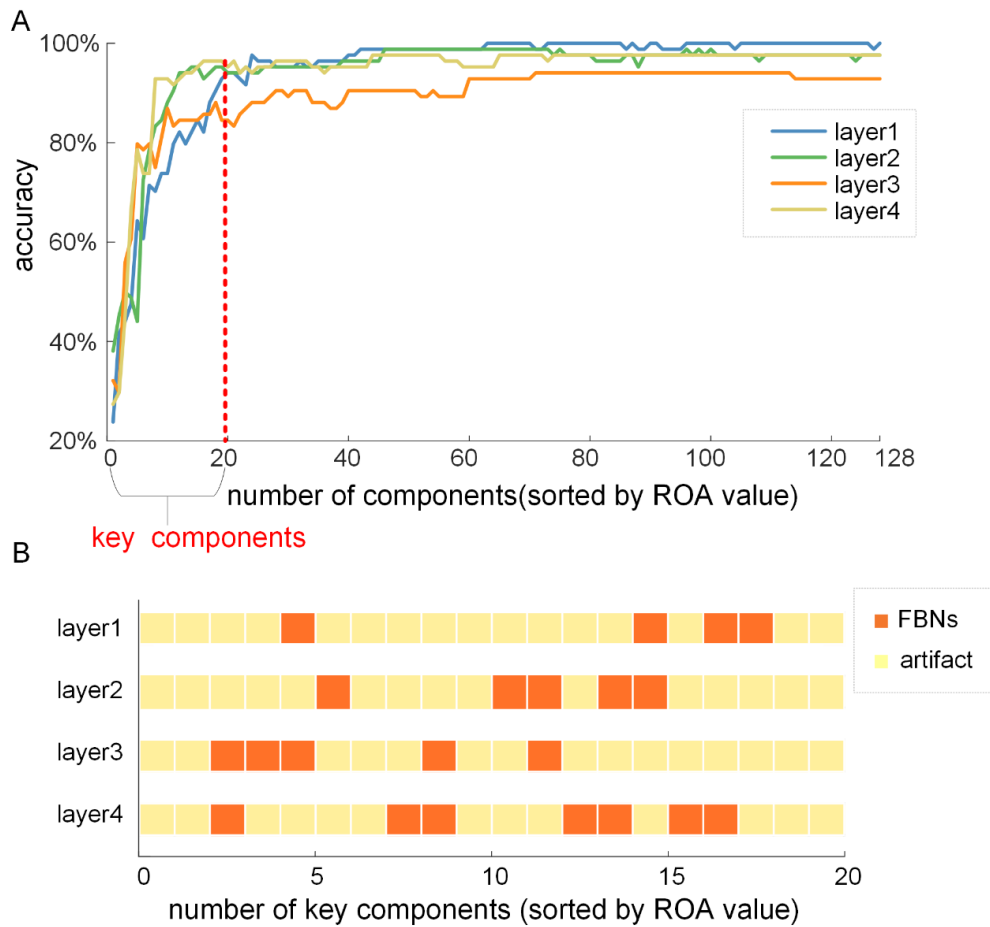 A
100%
80%
60%
40%
20%
accuracy
layer1
layer2
layer3
layer4
0 20 40 60 80 100 120 128
number of components(sorted by ROA value)
key components
B
layer1
layer2
layer3
layer4
FBNs
artifact
0 5 10 15 20
number of key components (sorted by ROA value)